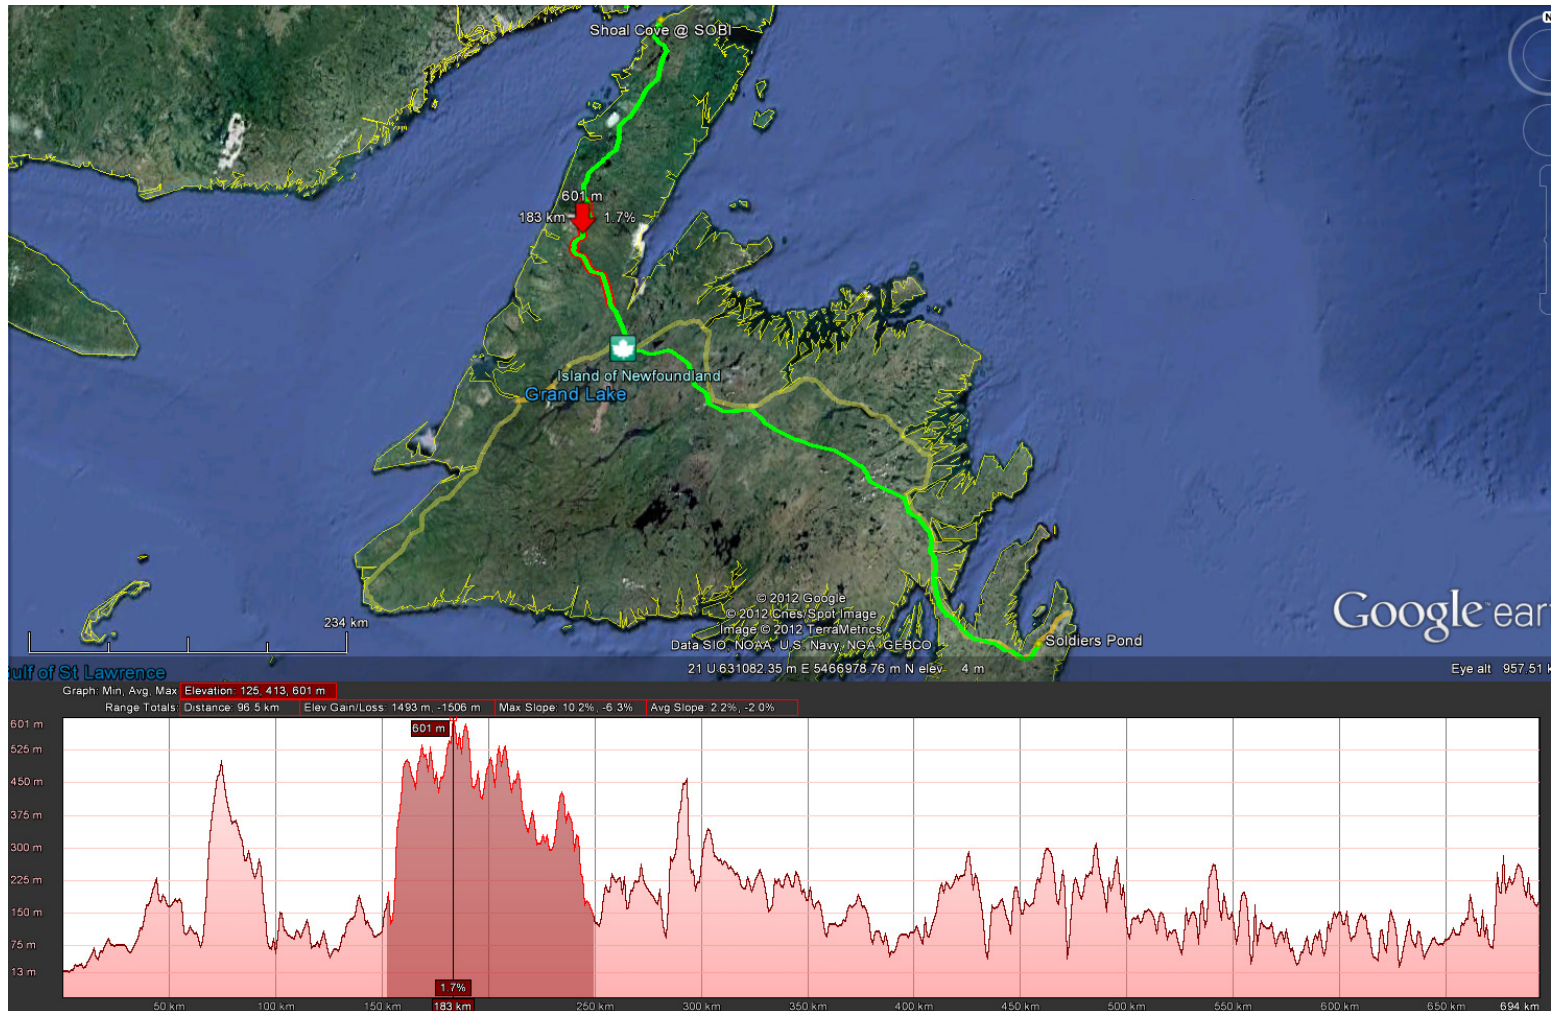 N
Shoal Cove @ SOBI
601 m
183 km
1.7%
Island of Newfoundland
Grand Lake
© 2012 Google
© 2012 Cnes/Spot Image
Image © 2012 TerraMetrics
Data SIO, NOAA, U.S. Navy, NGA, GEBCO
Google ear
Soldiers Pond
234 km
Gulf of St Lawrence
21 U 631082.35 m E 5466978.76 m N elev 4 m
Eye alt 957.51 k
Graph: Min, Avg, Max Elevation: 125, 413, 601 m
Range Totals: Distance: 96.5 km Elev Gain/Loss: 1493 m, -1506 m Max Slope: 10.2%, -6.3% Avg Slope: 2.2%, -2.0%
601 m
601 m
525 m
450 m
375 m
300 m
225 m
150 m
75 m
13 m
1.7%
50 km 100 km 150 km 183 km 250 km 300 km 350 km 400 km 450 km 500 km 550 km 600 km 650 km 694 km